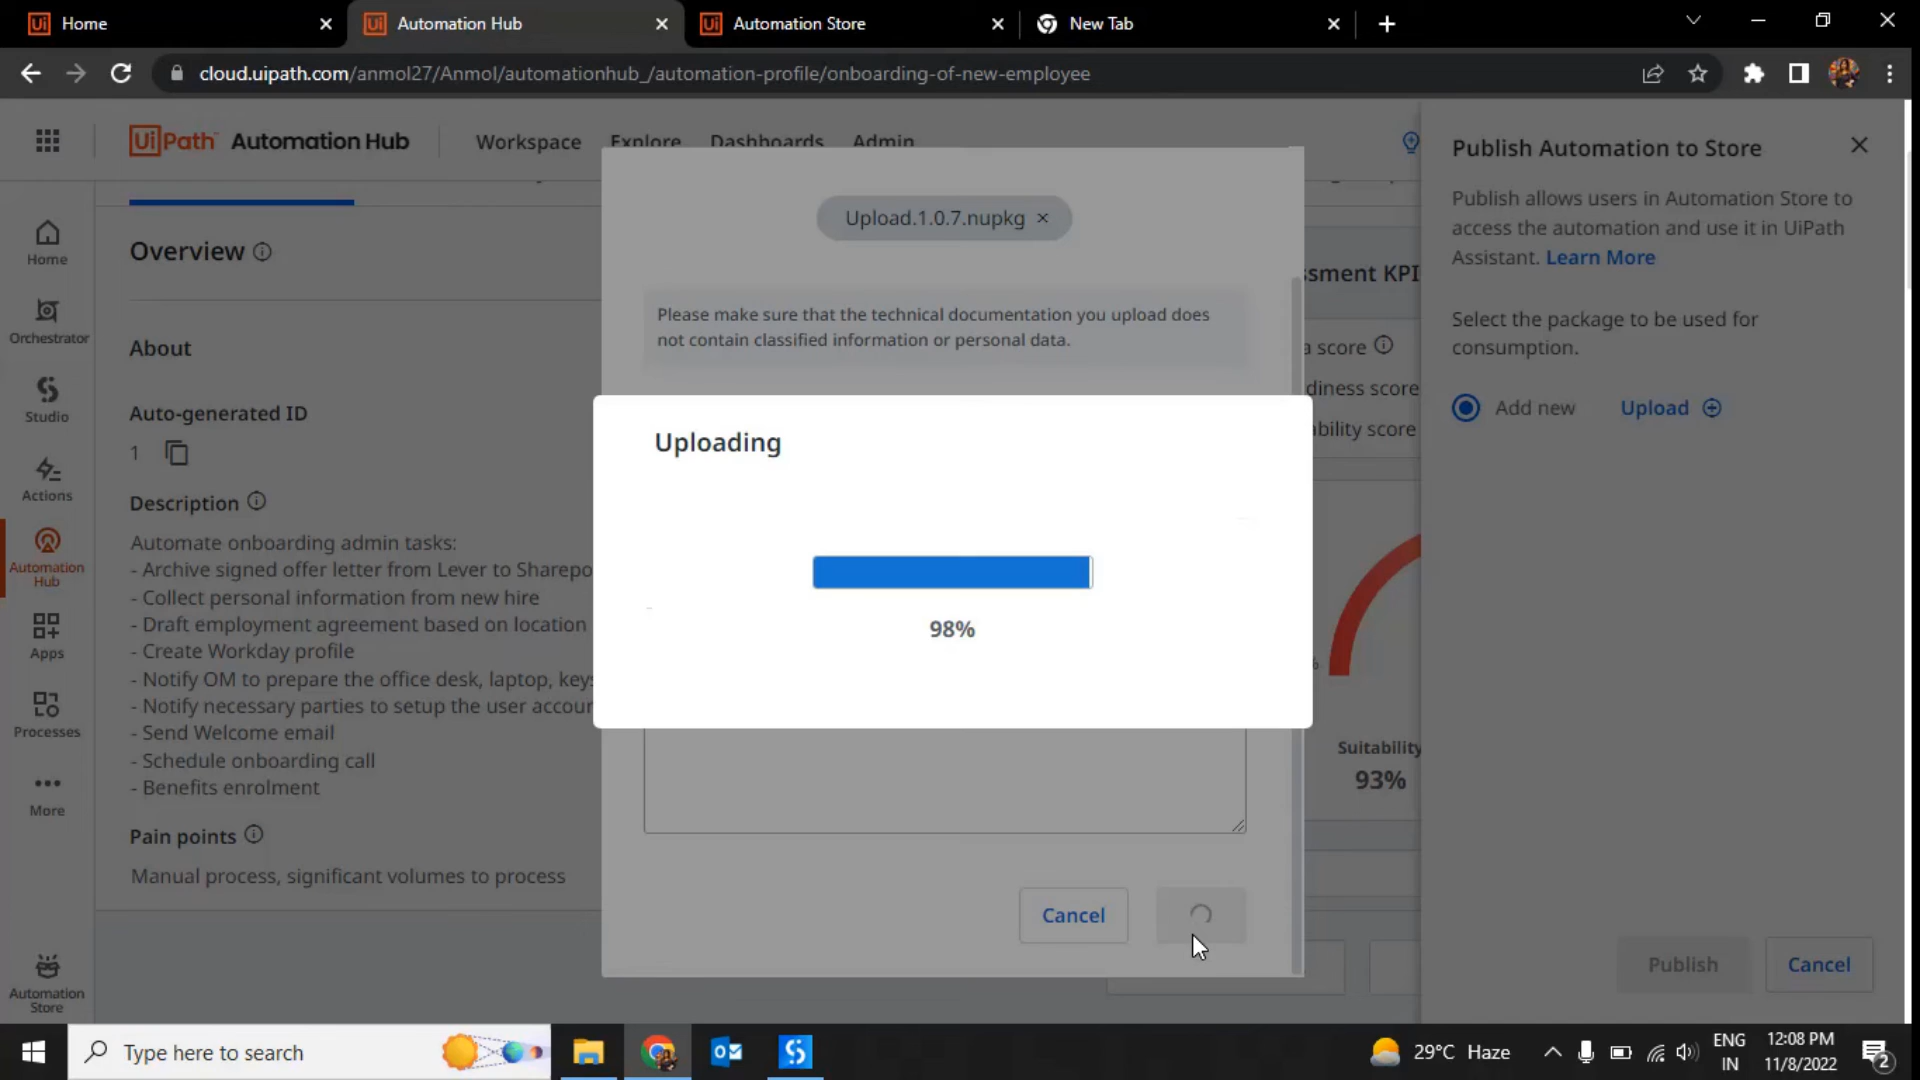 Home
Automation Hub
Automation Store
New Tab
cloud.uipath.com/anmol27/Anmol/automationhub_/automation-profile/onboarding-of-new-employee
UiPath Automation Hub
Workspace
Explore
Dashboards
Admin
Home
Orchestrator
Studio
Actions
Automation
Hub
Apps
Processes
More
Automation
Store
Overview
About
Auto-generated ID
1
Description
Automate onboarding admin tasks:
- Archive signed offer letter from Lever to Sharepo
- Collect personal information from new hire
- Draft employment agreement based on location
- Create Workday profile
- Notify OM to prepare the office desk, laptop, keys
- Notify necessary parties to setup the user accoun
- Send Welcome email
- Schedule onboarding call
- Benefits enrolment
Pain points
Manual process, significant volumes to process
Upload.1.0.7.nupkg
Please make sure that the technical documentation you upload does
not contain classified information or personal data.
Uploading
98%
Cancel
ssment KPI
a score
diness score
ability score
Suitability
93%
Publish Automation to Store
Publish allows users in Automation Store to
access the automation and use it in UiPath
Assistant. Learn More
Select the package to be used for
consumption.
Add new
Upload
Publish
Cancel
Type here to search
29°C Haze
ENG
IN
12:08 PM
11/8/2022
2